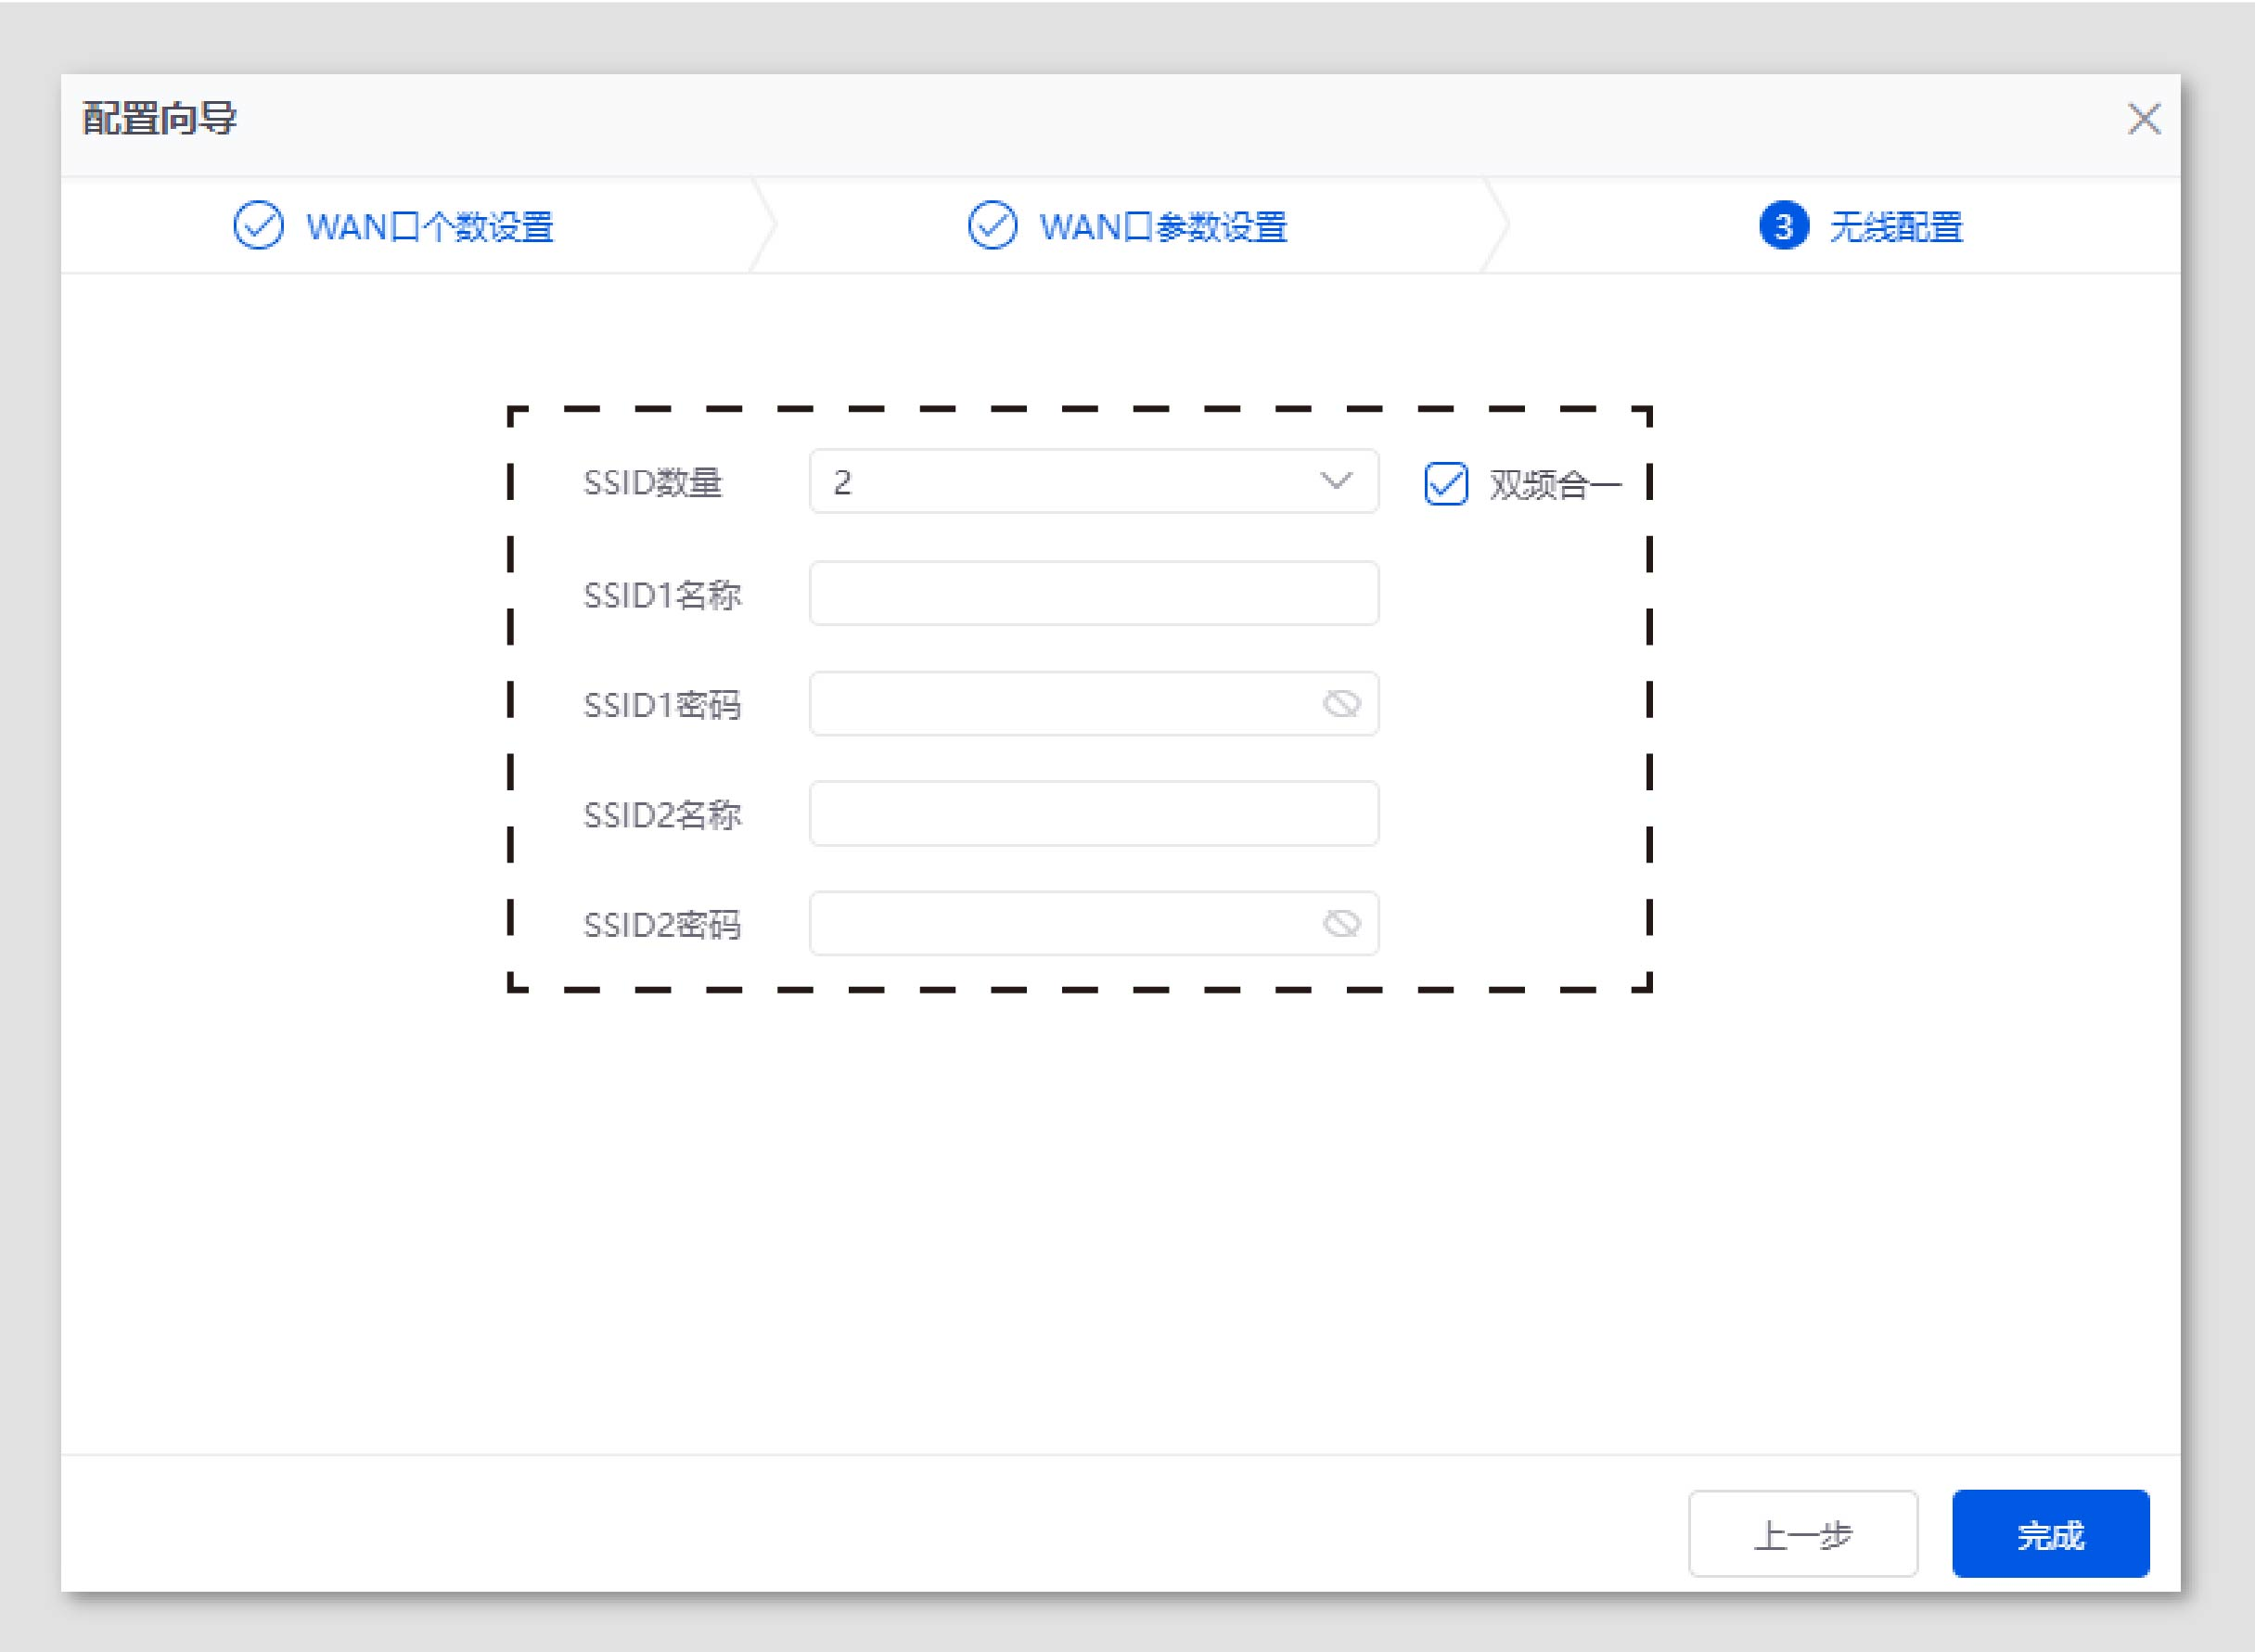 配置向导
WAN口个数设置
WAN口参数设置
3 无线配置
SSID数量 2 双频合一
SSID1名称
SSID1密码
SSID2名称
SSID2密码
上一步 完成